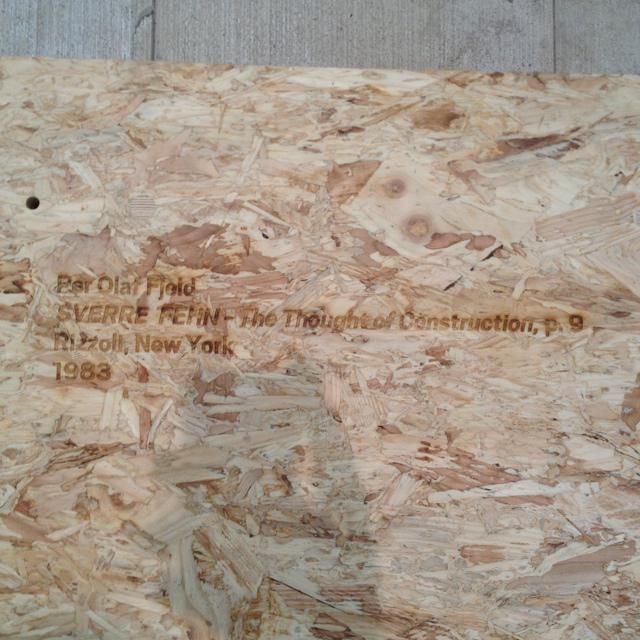 Per Olaf Fjeld
SVERRE FEHN - The Thought of Construction, p. 9
Rizzoli, New York
1983